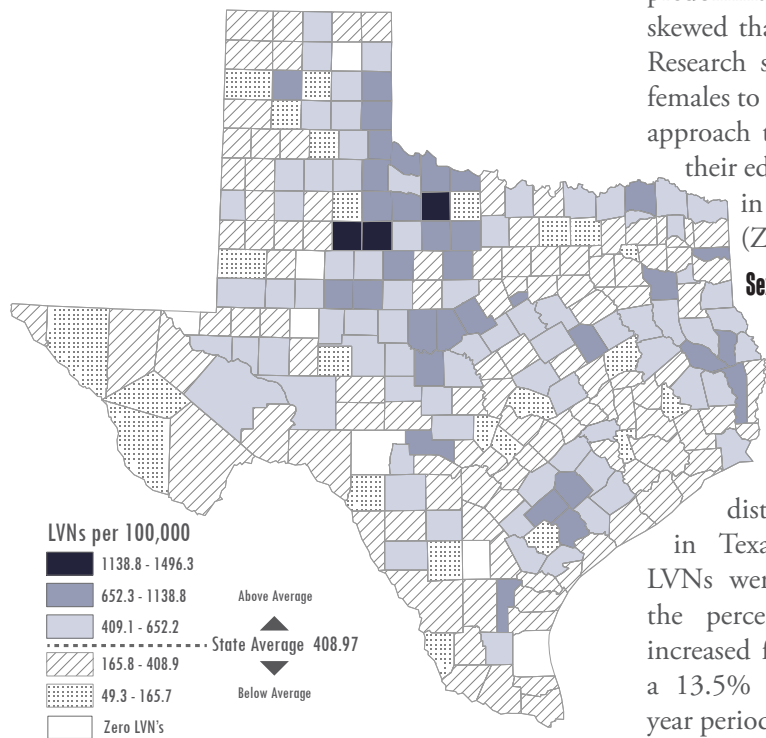 skewed tha
Research s
females to
approach t
their ed
in
(Z
Se
LVNs per 100,000
1138.8 - 1496.3
652.3 - 1138.8
409.1 - 652.2
165.8 - 408.9
49.3 - 165.7
Zero LVN's
Above Average
State Average 408.97
Below Average
dist
in Texa
LVNs wer
the perce
increased f
a 13.5%
year period